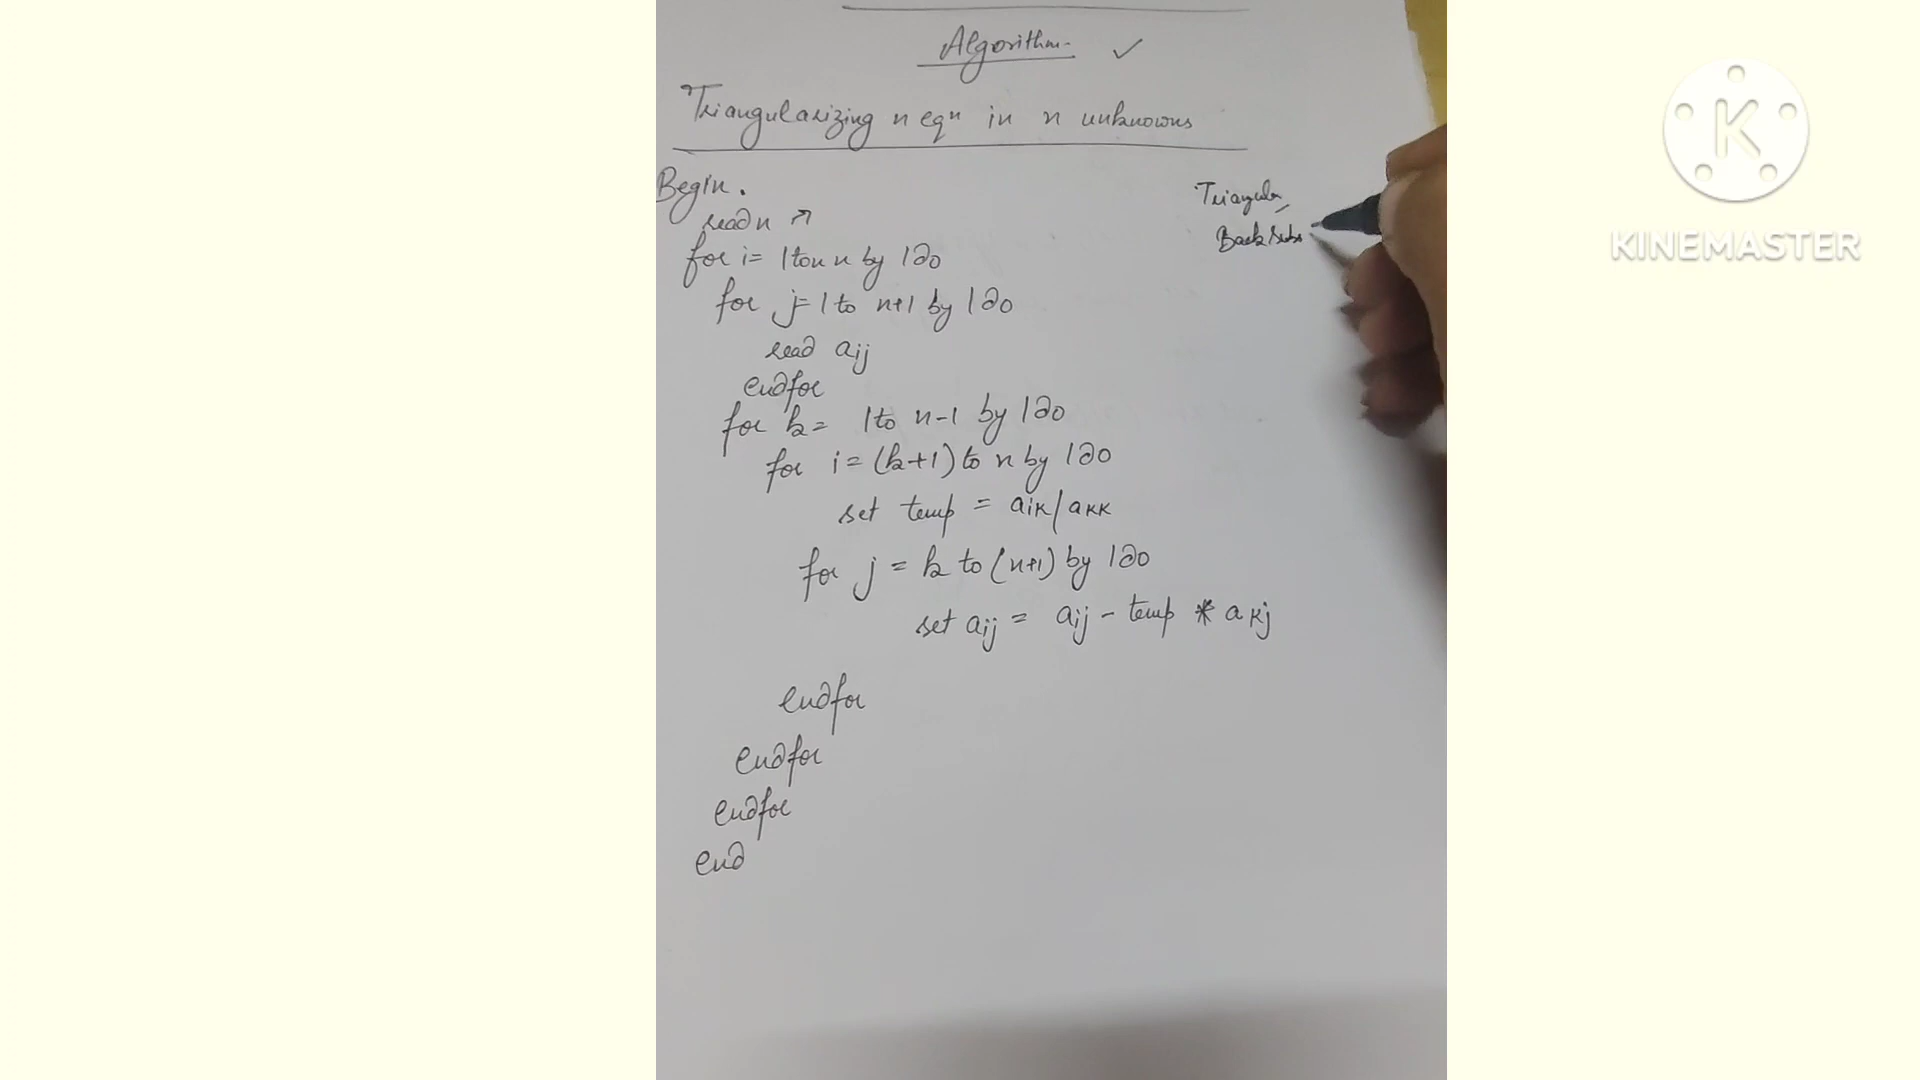 Algorithm
Triangularizing n eqn in n unknowns
Begin.
read n
for i = 1 to n by 1 do
for j = 1 to n+1 by 1 do
read aij
endfor
for k = 1 to n-1 by 1 do
for i = (k+1) to n by 1 do
set temp = aik/akk
for j = k to (n+1) by 1 do
set aij = aij - temp * akj
endfor
endfor
endfor
end
Triangular
Back Subs
K
KINEMASTER